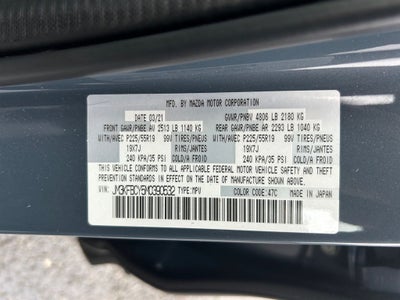 MFD. BY MAZDA MOTOR CORPORATION
DATE 03/21 GVWR/PNBV 4806 LB 2180 KG
FRONT GAWR/PNBE AV 2513 LB 1140 KG REAR GAWR/PNBE AR 2293 LB 1040 KG
WITH/AVEC P225/55R19 99V TIRES/PNEUS WITH/AVEC P225/55R19 99V TIRES/PNEUS
19X7J RIMS/JANTES 19X7J RIMS/JANTES
240 KPA/35 PSI COLD/A FROID 240 KPA/35 PSI COLD/A FROID
THIS VEHICLE CONFORMS TO ALL APPLICABLE FEDERAL MOTOR VEHICLE SAFETY AND THEFT
PREVENTION STANDARDS IN EFFECT ON THE DATE OF MANUFACTURE SHOWN ABOVE.
VIN: JM3KFBCY5M0390532 TYPE:MPV COLOR CODE:47C MADE IN JAPAN